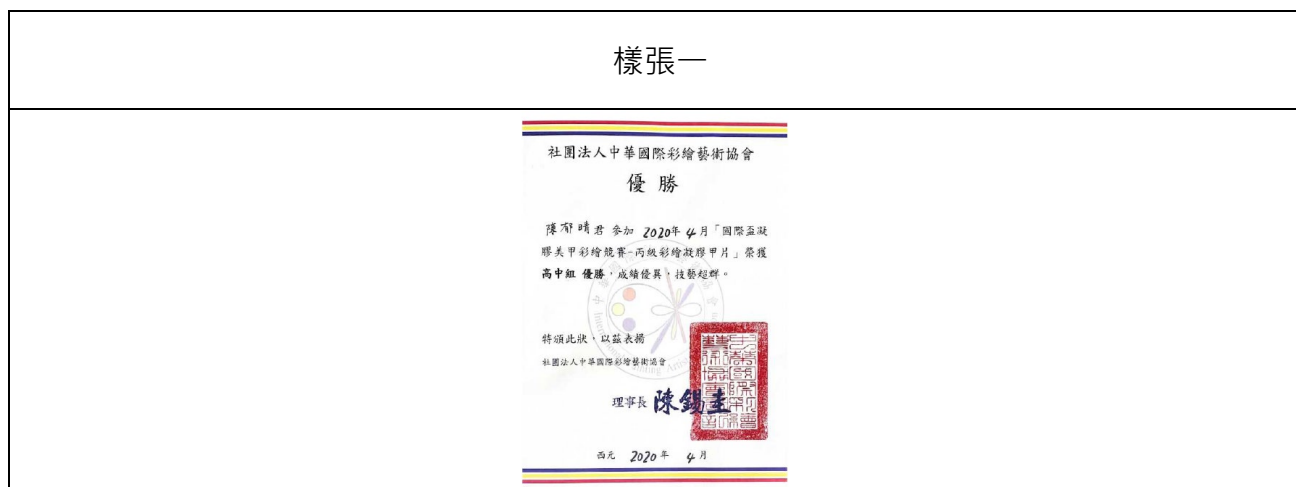 樣張一
社團法人中華國際彩繪藝術協會
優 勝
陳郁晴君 參加 2020年 4月「國際盃凝
膠美甲彩繪競賽-丙級彩繪凝膠甲片」榮獲
高中組 優勝,成績優異,技藝超群。
特頒此狀,以茲表揚
社團法人中華國際彩繪藝術協會
理事長 陳錫圭
西元 2020 年 4 月